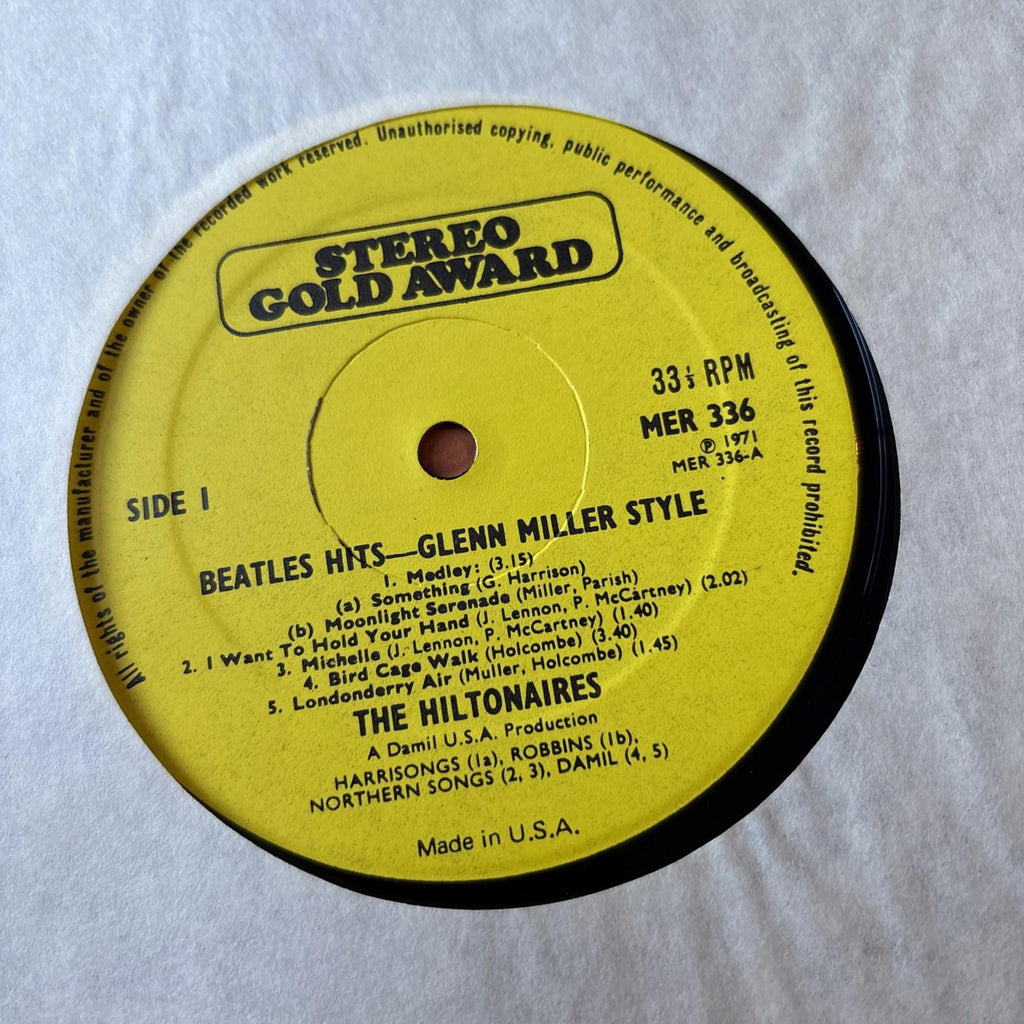 All rights of the manufacturer and of the owner of the recorded work reserved. Unauthorised copying, public performance and broadcasting of this record prohibited.
STEREO
GOLD AWARD
33⅓ RPM
MER 336
Ⓟ 1971
MER 336-A
SIDE 1
BEATLES HITS—GLENN MILLER STYLE
1. Medley: (3.15)
(a) Something (G. Harrison)
(b) Moonlight Serenade (Miller, Parish)
2. I Want To Hold Your Hand (J. Lennon, P. McCartney) (2.02)
3. Michelle (J. Lennon, P. McCartney) (1.40)
4. Bird Cage Walk (Holcombe) (3.40)
5. Londonderry Air (Muller, Holcombe) (1.45)
THE HILTONAIRES
A Damil U.S.A. Production
HARRISONGS (1a), ROBBINS (1b),
NORTHERN SONGS (2, 3), DAMIL (4, 5)
Made in U.S.A.